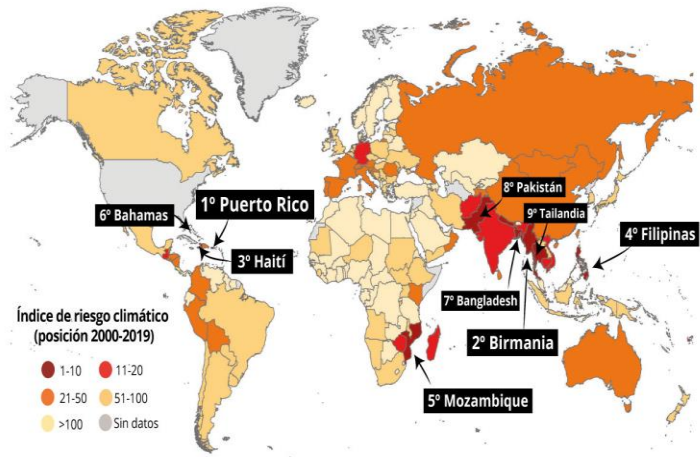 8º Pakistán
1º Puerto Rico
6º Bahamas
9º Tailandia
4º Filipinas
3º Haití
7º Bangladesh
Índice de riesgo climático
(posición 2000-2019)
2º Birmania
1-10
11-20
21-50
51-100
>100
Sin datos
5º Mozambique